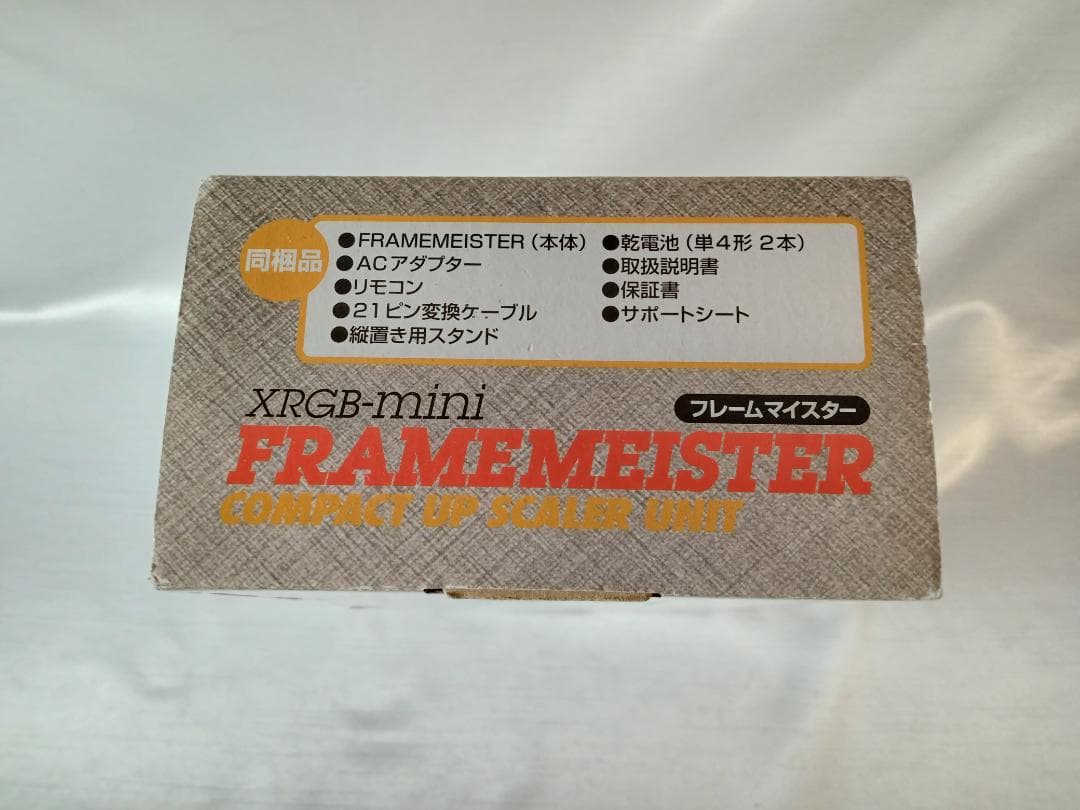 同梱品
●FRAMEMEISTER（本体）
●ACアダプター
●リモコン
●21ピン変換ケーブル
●縦置き用スタンド
●乾電池（単4形 2本）
●取扱説明書
●保証書
●サポートシート
XRGB-mini
フレームマイスター
FRAMEMEISTER
COMPACT UP SCALER UNIT